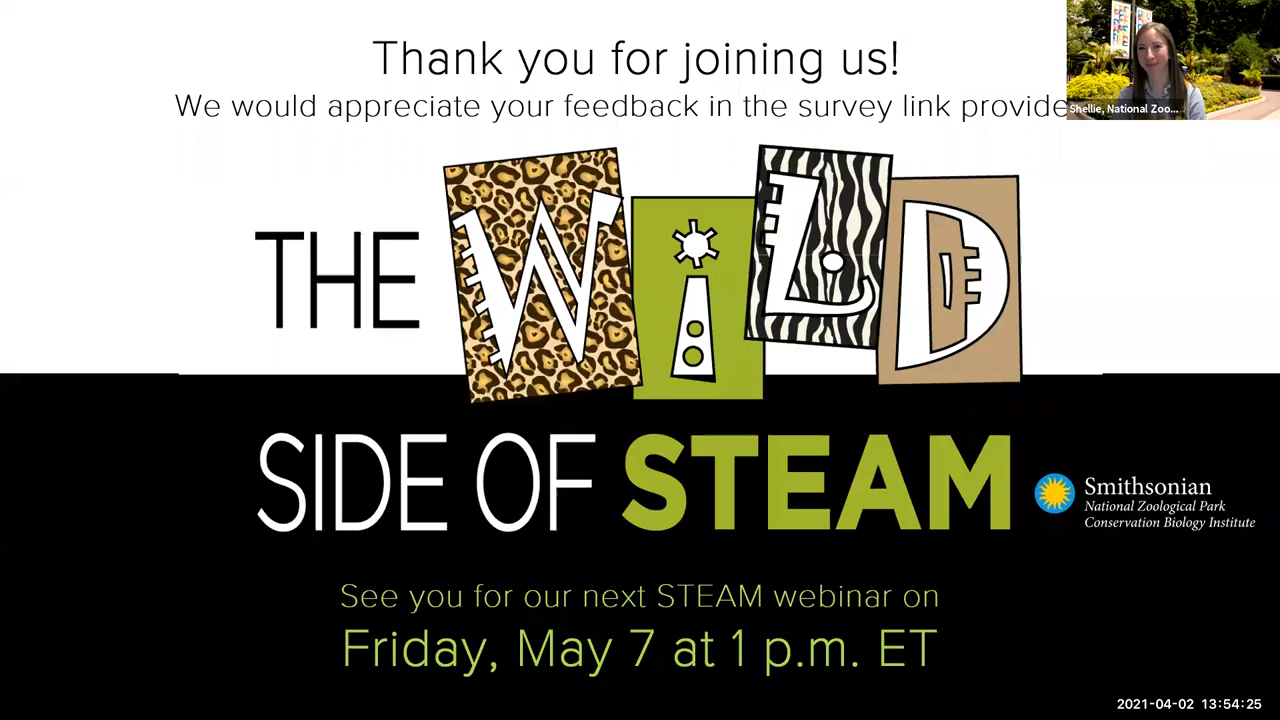 Thank you for joining us!
We would appreciate your feedback in the survey link provide
Shellie, National Zoo...
THE WiLD
SIDE OF STEAM
Smithsonian
National Zoological Park
Conservation Biology Institute
See you for our next STEAM webinar on
Friday, May 7 at 1 p.m. ET
2021-04-02 13:54:25